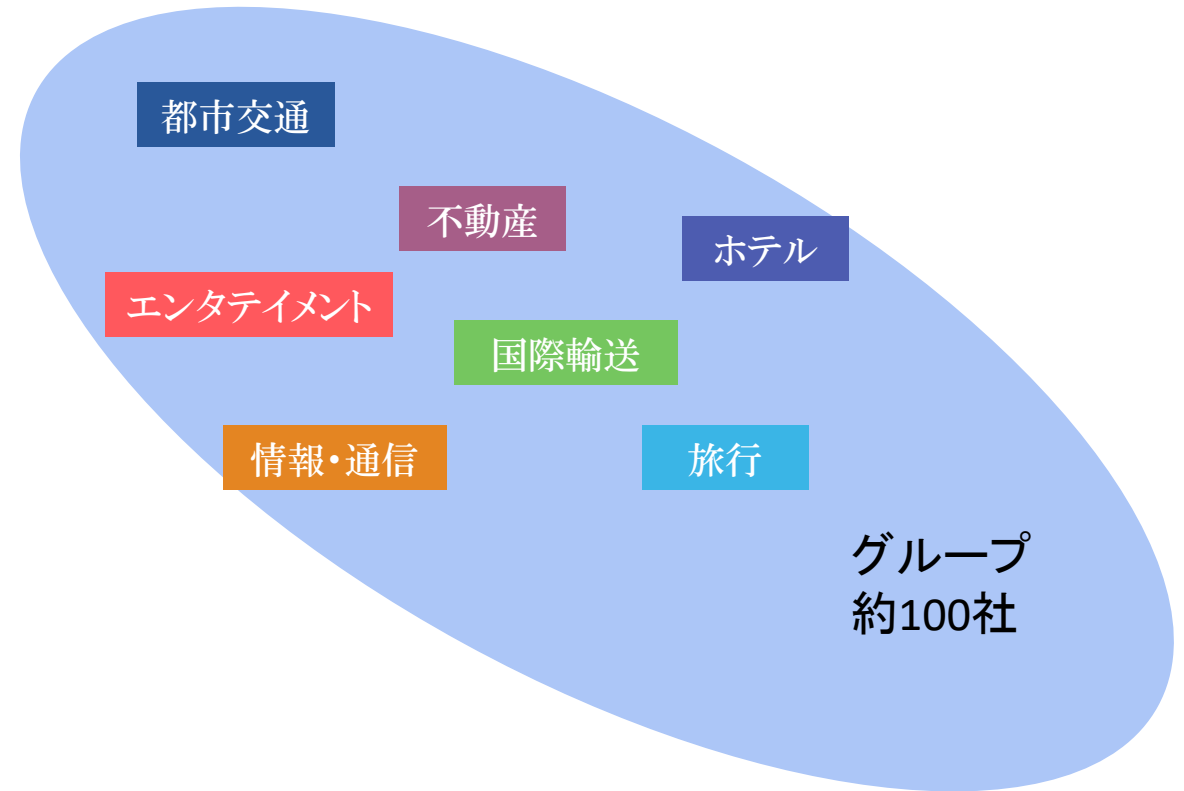 都市交通
不動産
ホテル
エンタテイメント
国際輸送
情報・通信
旅行
グループ
約100社